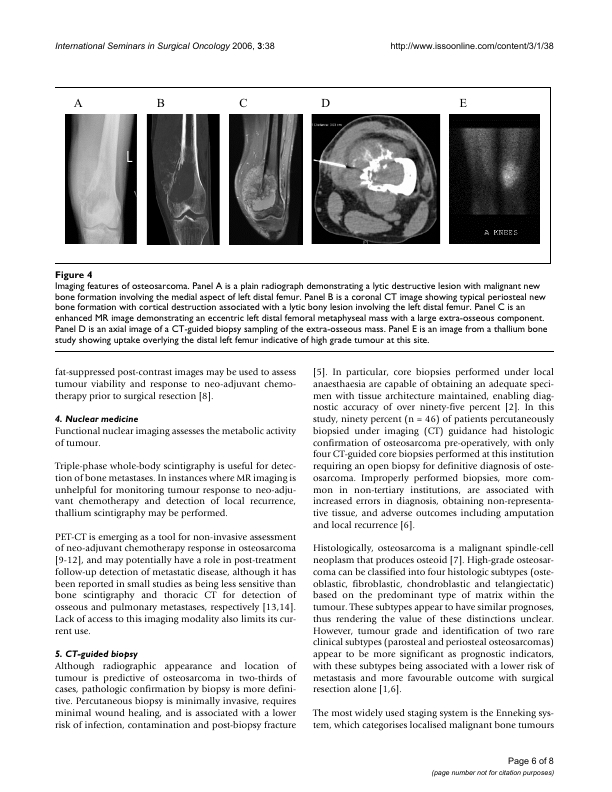 International Seminars in Surgical Oncology 2006, 3:38 http://www.issoonline.com/content/3/1/38
A B C D E
L
A KNEES
Figure 4
Imaging features of osteosarcoma. Panel A is a plain radiograph demonstrating a lytic destructive lesion with malignant new
bone formation involving the medial aspect of left distal femur. Panel B is a coronal CT image showing typical periosteal new
bone formation with cortical destruction associated with a lytic bony lesion involving the left distal femur. Panel C is an
enhanced MR image demonstrating an eccentric left distal femoral metaphyseal mass with a large extra-osseous component.
Panel D is an axial image of a CT-guided biopsy sampling of the extra-osseous mass. Panel E is an image from a thallium bone
study showing uptake overlying the distal left femur indicative of high grade tumour at this site.
fat-suppressed post-contrast images may be used to assess
tumour viability and response to neo-adjuvant chemo-
therapy prior to surgical resection [8].
4. Nuclear medicine
Functional nuclear imaging assesses the metabolic activity
of tumour.
Triple-phase whole-body scintigraphy is useful for detec-
tion of bone metastases. In instances where MR imaging is
unhelpful for monitoring tumour response to neo-adju-
vant chemotherapy and detection of local recurrence,
thallium scintigraphy may be performed.
PET-CT is emerging as a tool for non-invasive assessment
of neo-adjuvant chemotherapy response in osteosarcoma
[9-12], and may potentially have a role in post-treatment
follow-up detection of metastatic disease, although it has
been reported in small studies as being less sensitive than
bone scintigraphy and thoracic CT for detection of
osseous and pulmonary metastases, respectively [13,14].
Lack of access to this imaging modality also limits its cur-
rent use.
5. CT-guided biopsy
Although radiographic appearance and location of
tumour is predictive of osteosarcoma in two-thirds of
cases, pathologic confirmation by biopsy is more defini-
tive. Percutaneous biopsy is minimally invasive, requires
minimal wound healing, and is associated with a lower
risk of infection, contamination and post-biopsy fracture
[5]. In particular, core biopsies performed under local
anaesthesia are capable of obtaining an adequate speci-
men with tissue architecture maintained, enabling diag-
nostic accuracy of over ninety-five percent [2]. In this
study, ninety percent (n = 46) of patients percutaneously
biopsied under imaging (CT) guidance had histologic
confirmation of osteosarcoma pre-operatively, with only
four CT-guided core biopsies performed at this institution
requiring an open biopsy for definitive diagnosis of oste-
osarcoma. Improperly performed biopsies, more com-
mon in non-tertiary institutions, are associated with
increased errors in diagnosis, obtaining non-representa-
tive tissue, and adverse outcomes including amputation
and local recurrence [6].
Histologically, osteosarcoma is a malignant spindle-cell
neoplasm that produces osteoid [7]. High-grade osteosar-
coma can be classified into four histologic subtypes (oste-
oblastic, fibroblastic, chondroblastic and telangiectatic)
based on the predominant type of matrix within the
tumour. These subtypes appear to have similar prognoses,
thus rendering the value of these distinctions unclear.
However, tumour grade and identification of two rare
clinical subtypes (parosteal and periosteal osteosarcomas)
appear to be more significant as prognostic indicators,
with these subtypes being associated with a lower risk of
metastasis and more favourable outcome with surgical
resection alone [1,6].
The most widely used staging system is the Enneking sys-
tem, which categorises localised malignant bone tumours
Page 6 of 8
(page number not for citation purposes)